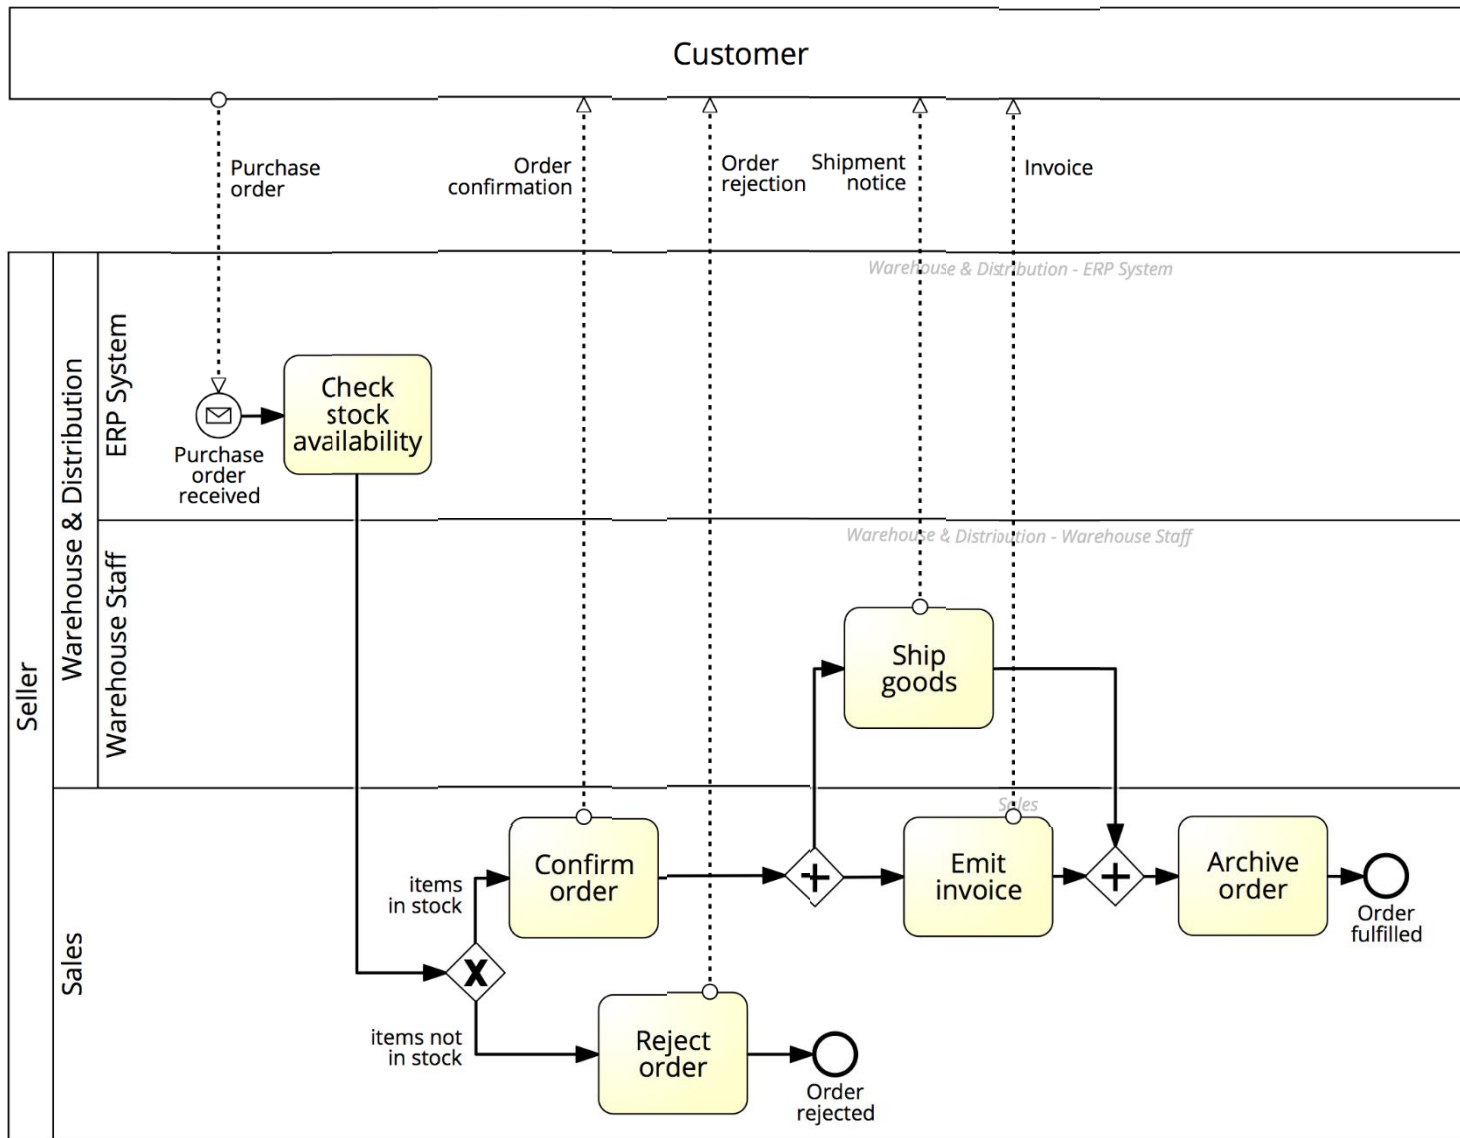 Customer
Purchase
order
Order
confirmation
Order
rejection
Shipment
notice
Invoice
Seller
Warehouse & Distribution
ERP System
Warehouse & Distribution - ERP System
Purchase
order
received
Check
stock
availability
Warehouse Staff
Warehouse & Distribution - Warehouse Staff
Ship
goods
Sales
Sales
items
in stock
Confirm
order
Emit
invoice
Archive
order
Order
fulfilled
X
items not
in stock
Reject
order
Order
rejected